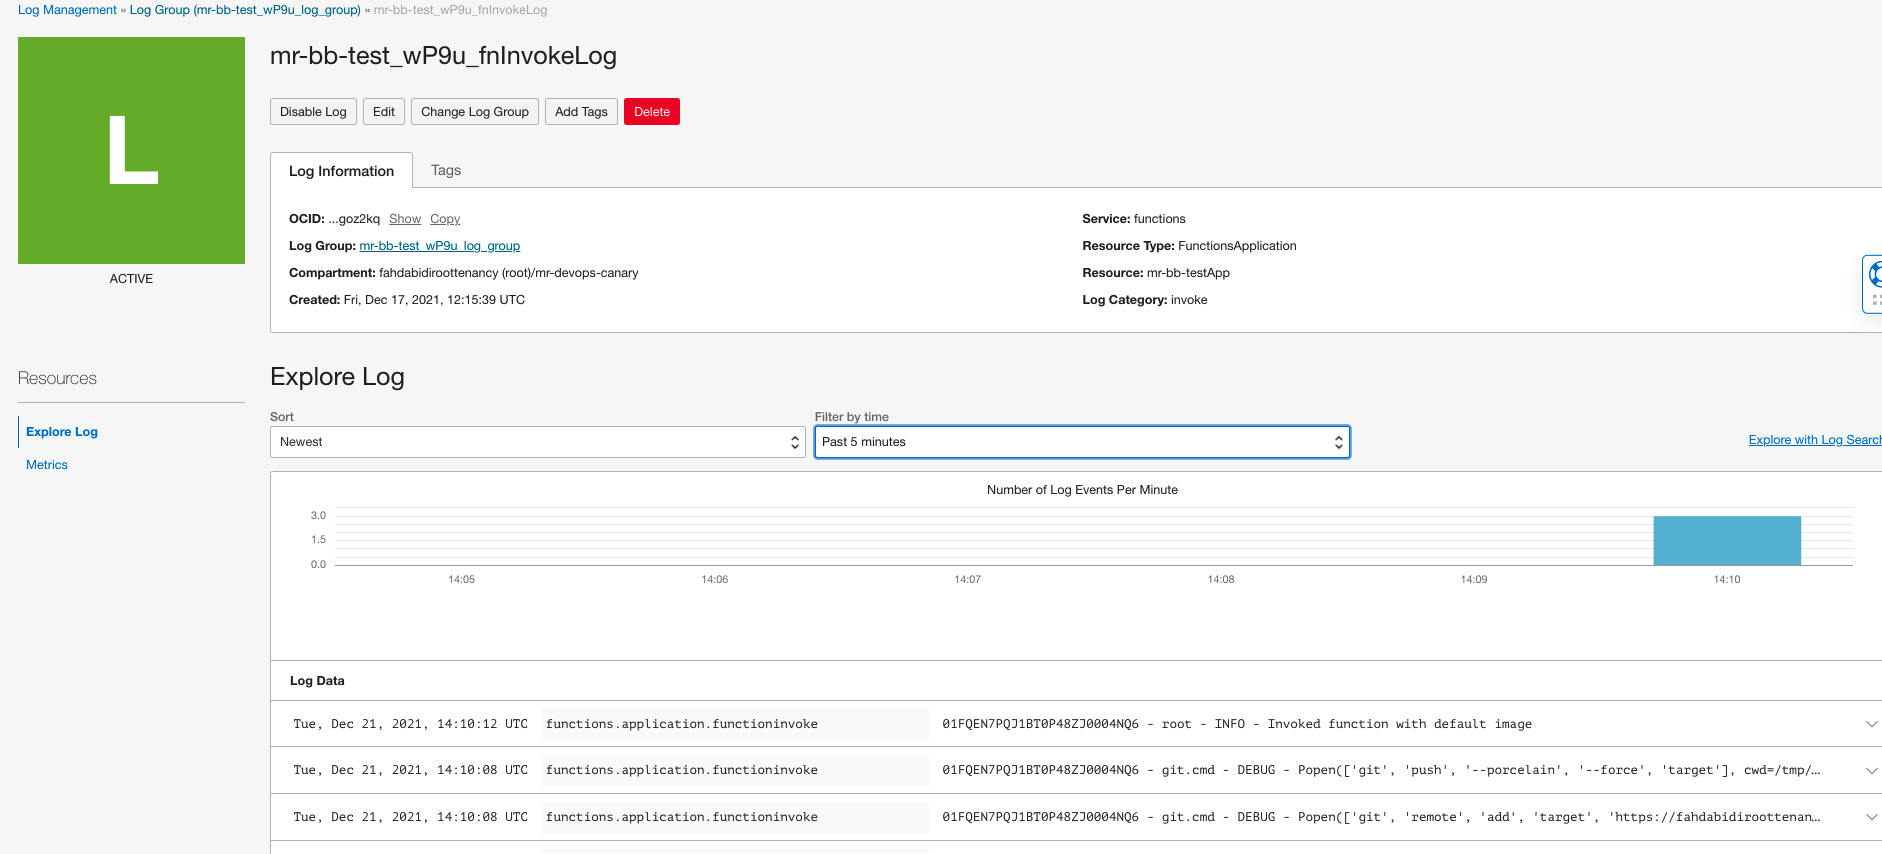 Log Management » Log Group (mr-bb-test_wP9u_log_group) » mr-bb-test_wP9u_fnInvokeLog
L
ACTIVE
mr-bb-test_wP9u_fnInvokeLog
Disable Log Edit Change Log Group Add Tags Delete
Log Information Tags
OCID: ...goz2kq Show Copy
Log Group: mr-bb-test_wP9u_log_group
Compartment: fahdabidiroottenancy (root)/mr-devops-canary
Created: Fri, Dec 17, 2021, 12:15:39 UTC
Service: functions
Resource Type: FunctionsApplication
Resource: mr-bb-testApp
Log Category: invoke
Resources
Explore Log
Metrics
Explore Log
Sort
Newest
Filter by time
Past 5 minutes
Explore with Log Search
Number of Log Events Per Minute
3.0
1.5
0.0
14:05 14:06 14:07 14:08 14:09 14:10
Log Data
Tue, Dec 21, 2021, 14:10:12 UTC functions.application.functioninvoke 01FQEN7PQJ1BT0P48ZJ0004NQ6 - root - INFO - Invoked function with default image
Tue, Dec 21, 2021, 14:10:08 UTC functions.application.functioninvoke 01FQEN7PQJ1BT0P48ZJ0004NQ6 - git.cmd - DEBUG - Popen(['git', 'push', '--porcelain', '--force', 'target'], cwd=/tmp/…
Tue, Dec 21, 2021, 14:10:08 UTC functions.application.functioninvoke 01FQEN7PQJ1BT0P48ZJ0004NQ6 - git.cmd - DEBUG - Popen(['git', 'remote', 'add', 'target', 'https://fahdabidiroottenan…